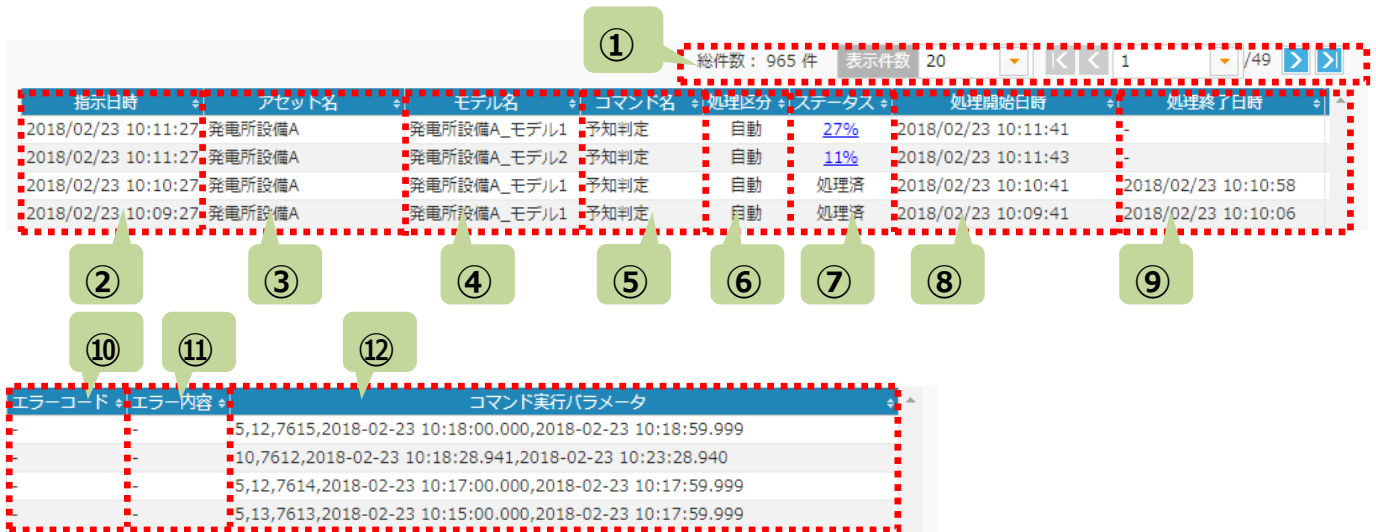 ①
総件数： 965 件 表示件数 20 1 /49
指示日時 アセット名 モデル名 コマンド名 処理区分 ステータス 処理開始日時 処理終了日時
2018/02/23 10:11:27 発電所設備A 発電所設備A_モデル1 予知判定 自動 27% 2018/02/23 10:11:41 -
2018/02/23 10:11:27 発電所設備A 発電所設備A_モデル2 予知判定 自動 11% 2018/02/23 10:11:43 -
2018/02/23 10:10:27 発電所設備A 発電所設備A_モデル1 予知判定 自動 処理済 2018/02/23 10:10:41 2018/02/23 10:10:58
2018/02/23 10:09:27 発電所設備A 発電所設備A_モデル1 予知判定 自動 処理済 2018/02/23 10:09:41 2018/02/23 10:10:06
② ③ ④ ⑤ ⑥ ⑦ ⑧ ⑨
⑩ ⑪ ⑫
エラーコード エラー内容 コマンド実行パラメータ
- - 5,12,7615,2018-02-23 10:18:00.000,2018-02-23 10:18:59.999
- - 10,7612,2018-02-23 10:18:28.941,2018-02-23 10:23:28.940
- - 5,12,7614,2018-02-23 10:17:00.000,2018-02-23 10:17:59.999
- - 5,13,7613,2018-02-23 10:15:00.000,2018-02-23 10:17:59.999